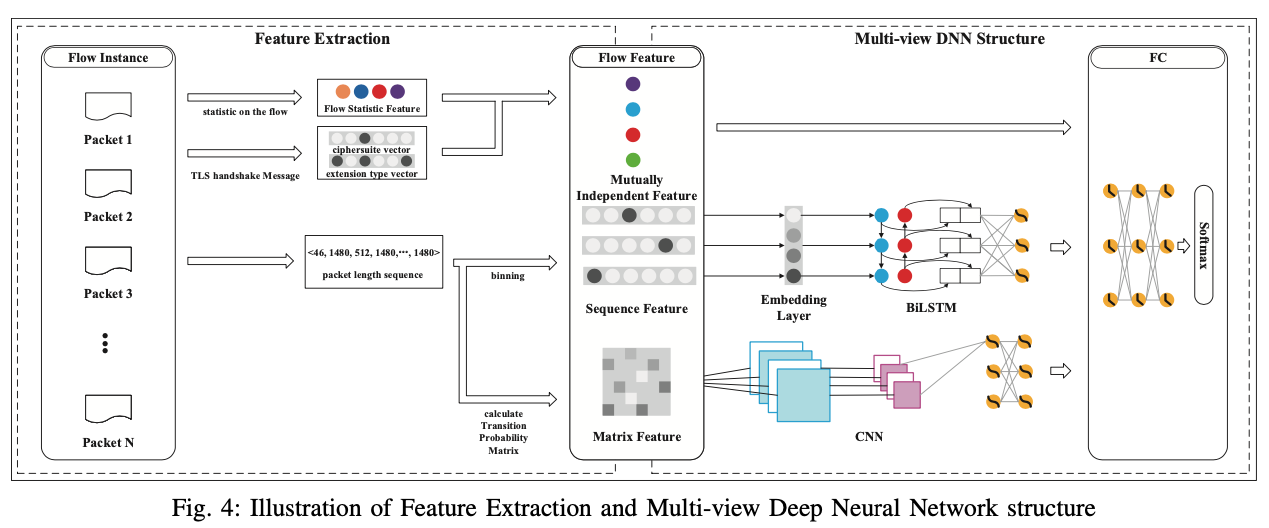 Feature Extraction
Multi-view DNN Structure
Flow Instance
Packet 1
Packet 2
Packet 3
Packet N
statistic on the flow
TLS handshake Message
Flow Statistic Feature
ciphersuite vector
extension type vector
<46, 1480, 512, 1480,···, 1480>
packet length sequence
binning
calculate
Transition
Probability
Matrix
Flow Feature
Mutually
Independent Feature
Sequence Feature
Matrix Feature
Embedding
Layer
BiLSTM
CNN
FC
Softmax
Fig. 4: Illustration of Feature Extraction and Multi-view Deep Neural Network structure